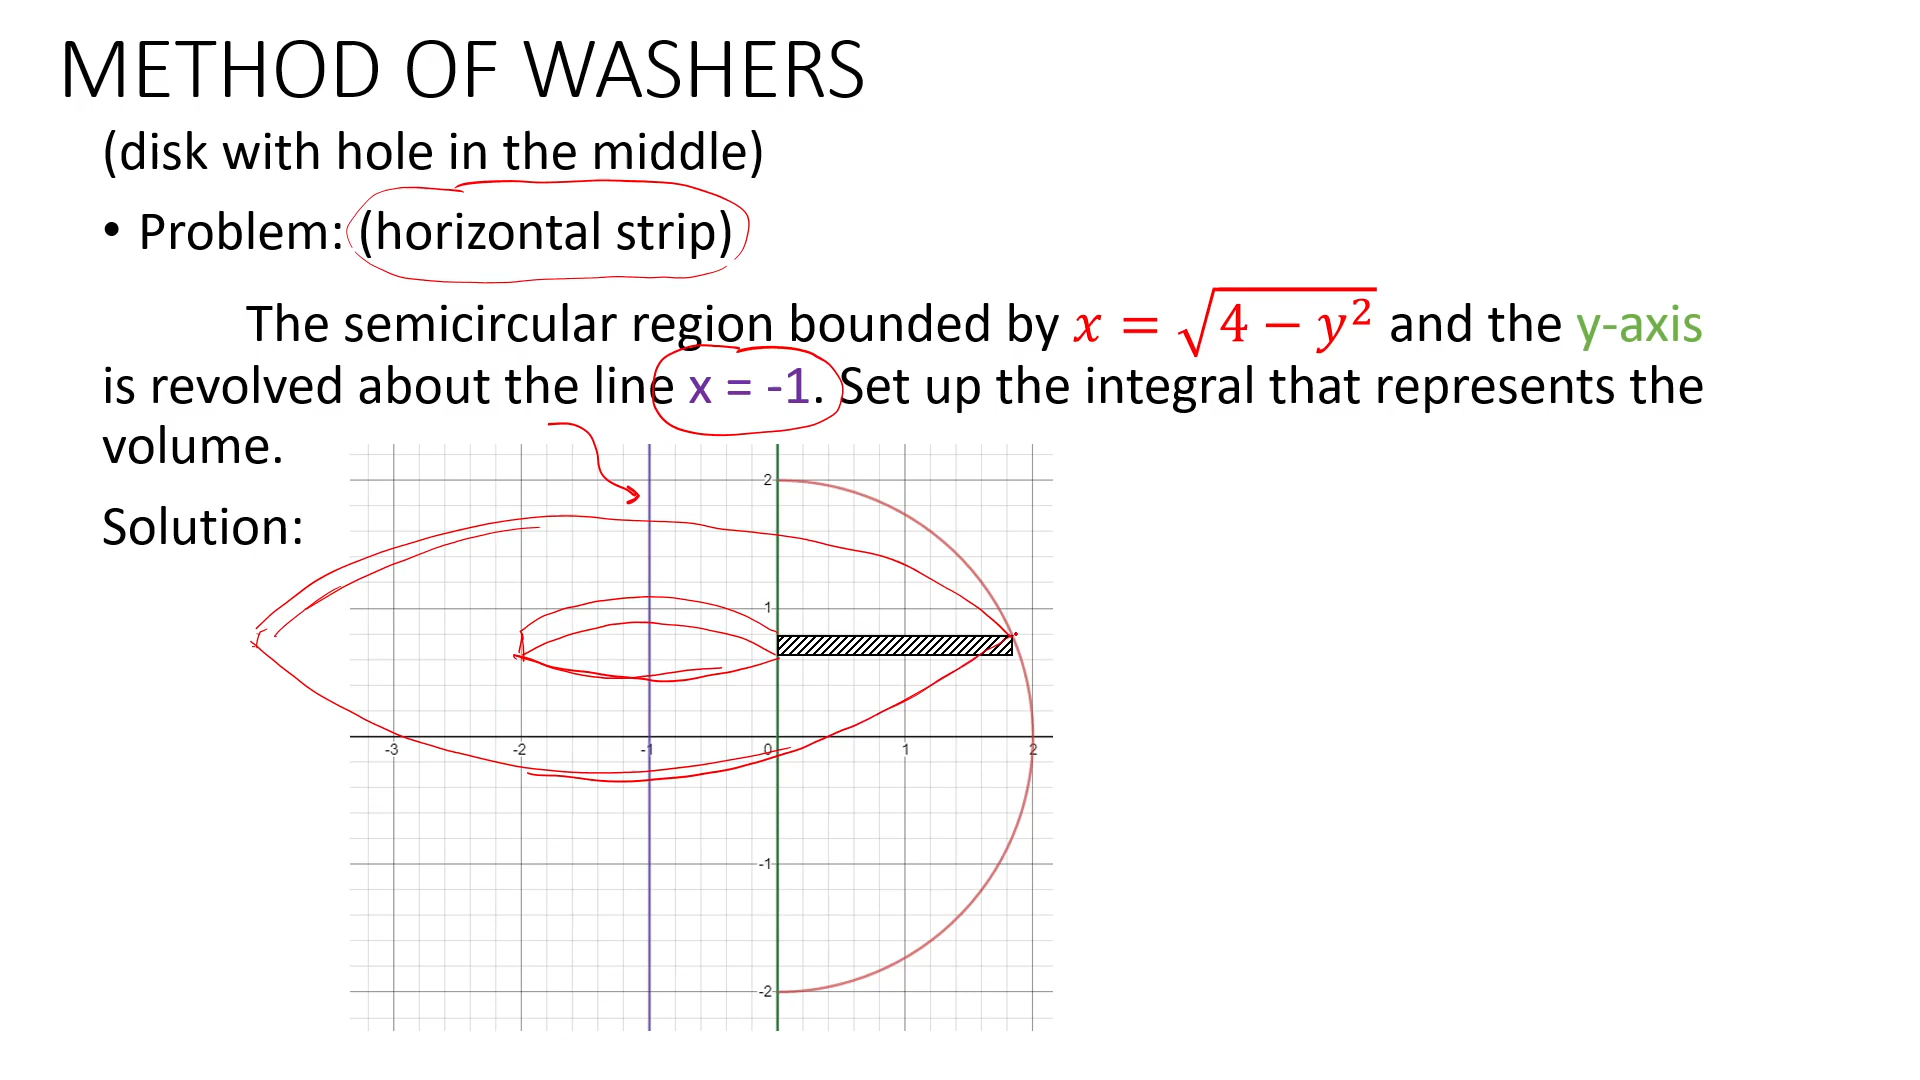 METHOD OF WASHERS
(disk with hole in the middle)
• Problem: (horizontal strip)
The semicircular region bounded by x = √(4 − y²) and the y-axis
is revolved about the line x = -1. Set up the integral that represents the
volume.
Solution:
2
1
-3 -2 -1 0 1 2
-1
-2